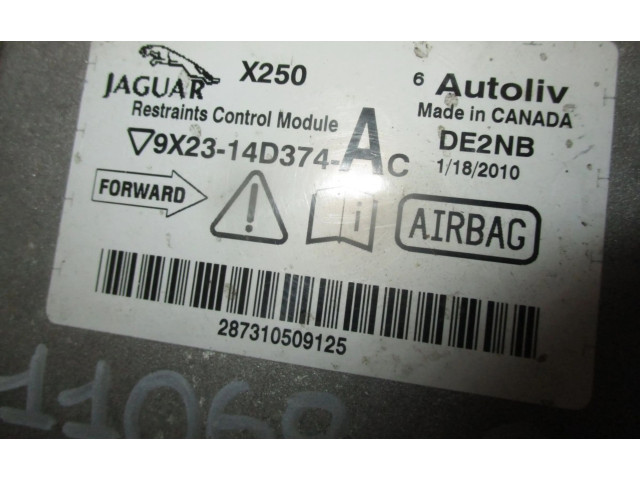 JAGUAR X250 6 Autoliv
Restraints Control Module Made in CANADA
9X23-14D374-AC DE2NB
1/18/2010
FORWARD ! i AIRBAG
287310509125